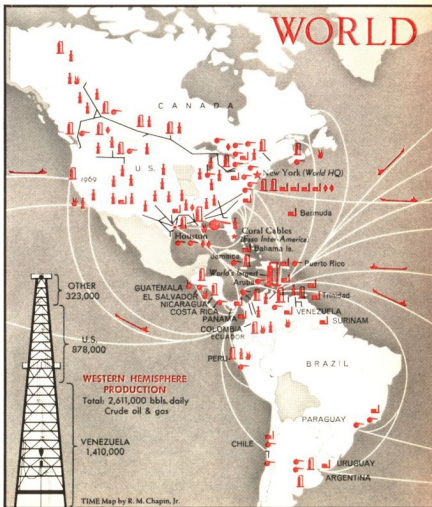 WORLD
CANADA
U.S.
1969
New York (World HQ)
Bermuda
Coral Gables
(Esso Inter-America)
Houston
Bahama Is.
Jamaica
Puerto Rico
World's largest
Aruba
GUATEMALA
EL SALVADOR
NICARAGUA
COSTA RICA
PANAMA
Trinidad
VENEZUELA
SURINAM
COLOMBIA
ECUADOR
PERU
BRAZIL
PARAGUAY
CHILE
URUGUAY
ARGENTINA
OTHER
323,000
U.S.
878,000
WESTERN HEMISPHERE
PRODUCTION
Total: 2,611,000 bbls. daily
Crude oil & gas
VENEZUELA
1,410,000
TIME Map by R. M. Chapin, Jr.